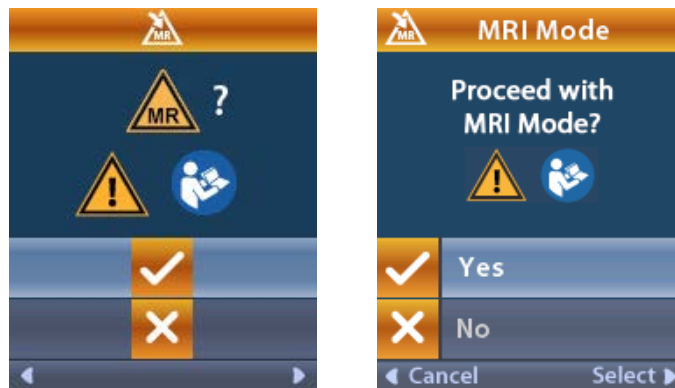 MR
MR ?
MR MRI Mode
Proceed with
MRI Mode?
Yes
No
Cancel Select